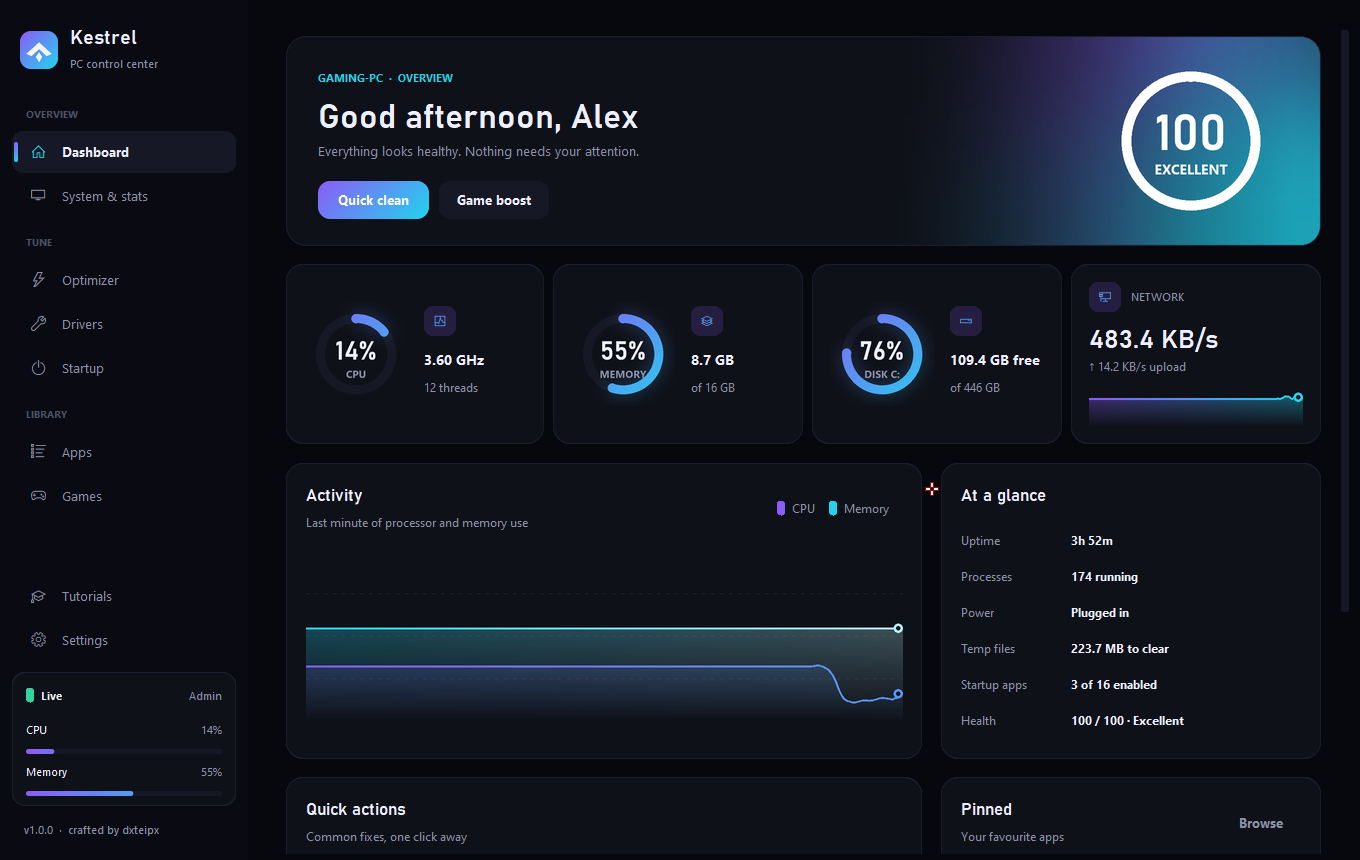 Kestrel
PC control center
OVERVIEW
Dashboard
System & stats
TUNE
Optimizer
Drivers
Startup
LIBRARY
Apps
Games
Tutorials
Settings
Live
Admin
CPU
14%
Memory
55%
v1.0.0 · crafted by dxteipx
GAMING-PC · OVERVIEW
Good afternoon, Alex
Everything looks healthy. Nothing needs your attention.
Quick clean
Game boost
100
EXCELLENT
14%
CPU
3.60 GHz
12 threads
55%
MEMORY
8.7 GB
of 16 GB
76%
DISK C:
109.4 GB free
of 446 GB
NETWORK
483.4 KB/s
↑ 14.2 KB/s upload
Activity
Last minute of processor and memory use
CPU
Memory
At a glance
Uptime 3h 52m
Processes 174 running
Power Plugged in
Temp files 223.7 MB to clear
Startup apps 3 of 16 enabled
Health 100 / 100 · Excellent
Quick actions
Common fixes, one click away
Pinned
Your favourite apps
Browse